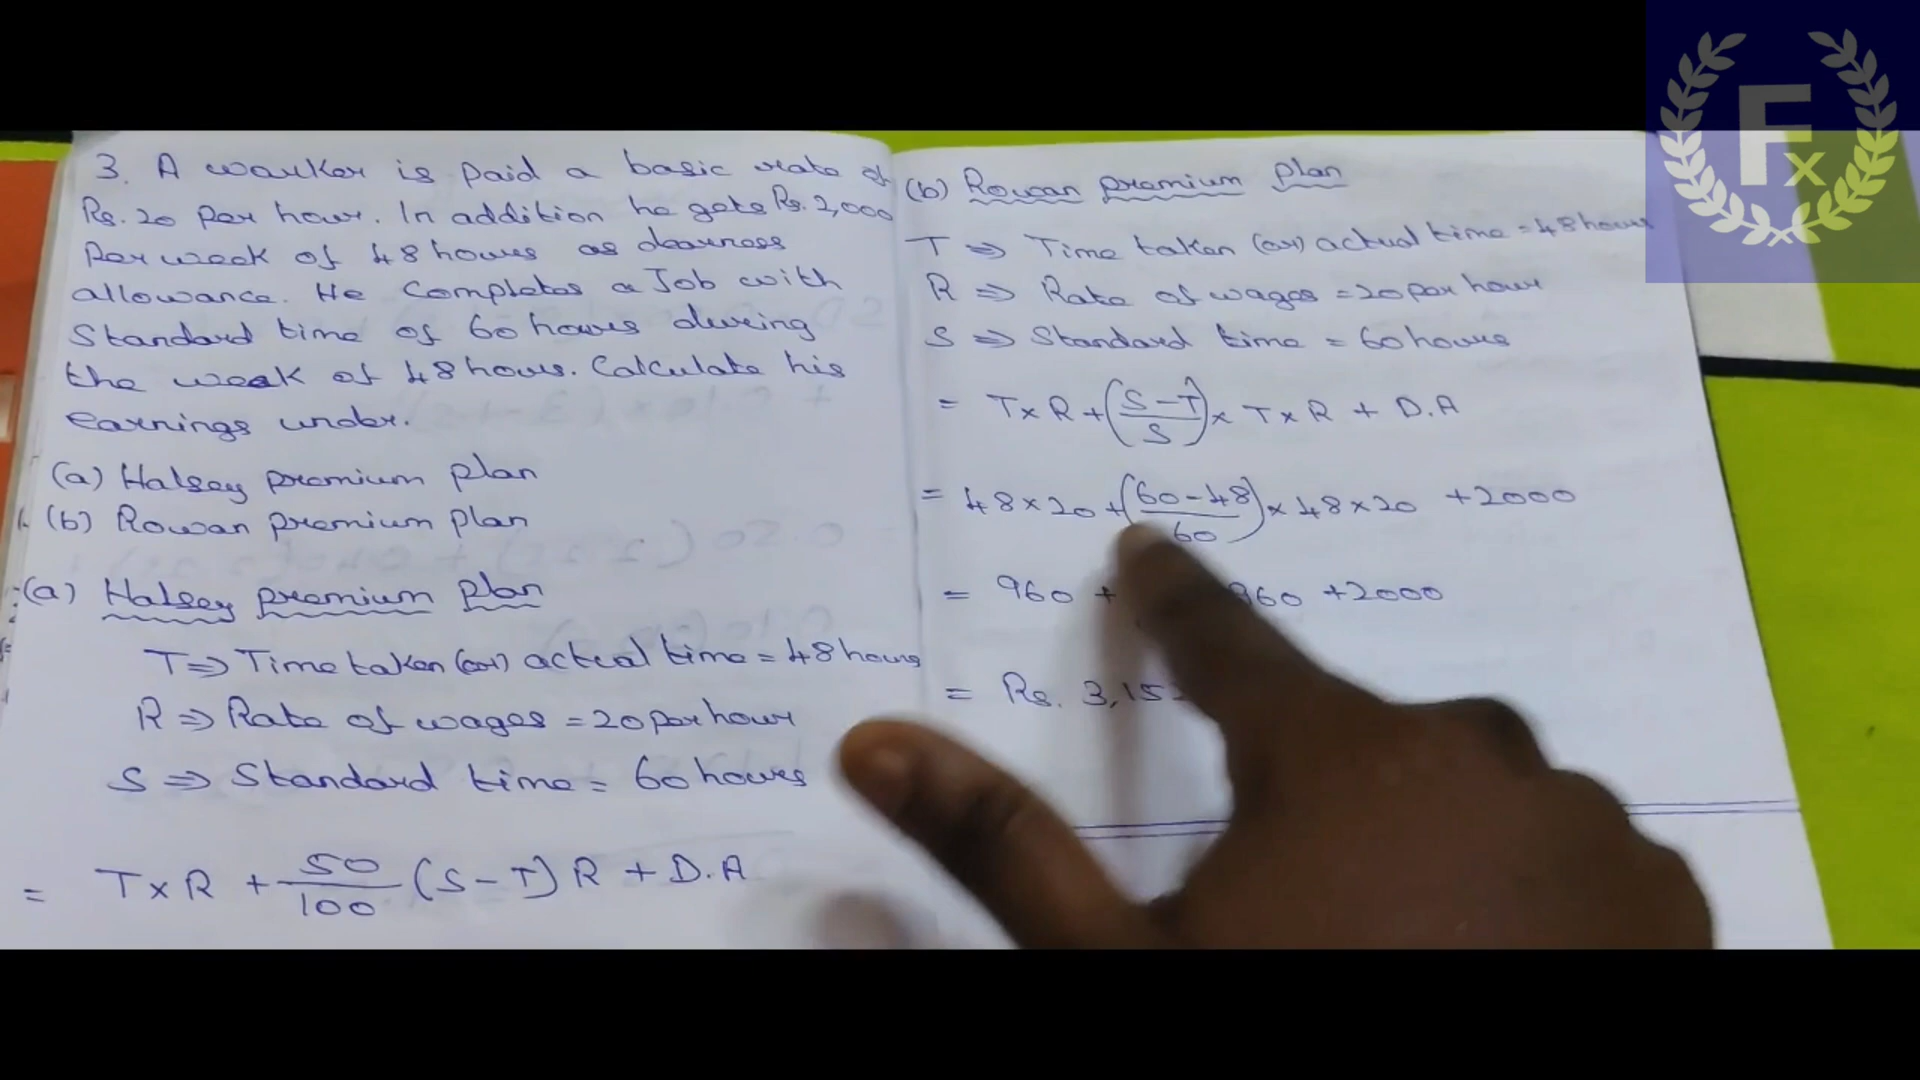 3. A worker is paid a basic rate of
Rs. 20 per hour. In addition he gets Rs. 2,000
Per week of 48 hours as dearness
allowance. He Completes a Job with
Standard time of 60 hours during
the week of 48 hours. Calculate his
earnings under.
(a) Halsey premium plan
(b) Rowan premium plan
(a) Halsey premium plan
T ⇒ Time taken (or) actual time = 48 hours
R ⇒ Rate of wages = 20 per hour
S ⇒ Standard time = 60 hours
= T × R + 50/100 (S - T) R + D.A
(b) Rowan premium plan
T ⇒ Time taken (or) actual time = 48 hours
R ⇒ Rate of wages = 20 per hour
S ⇒ Standard time = 60 hours
= T × R + (S - T / S) × T × R + D.A
= 48 × 20 + (60 - 48 / 60) × 48 × 20 + 2000
= 960 + 960 + 2000
= Rs. 3,15
Fx